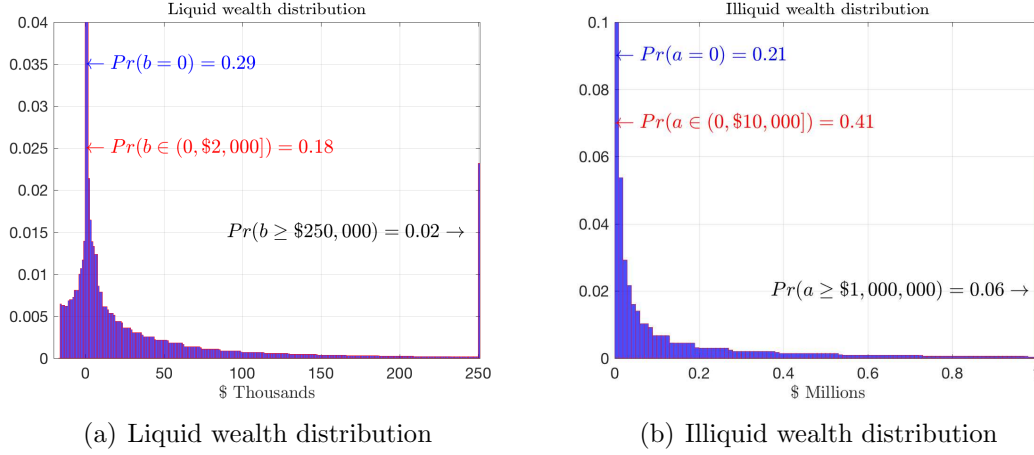 Liquid wealth distribution
0.04
0.035
0.03
0.025
0.02
0.015
0.01
0.005
0
← Pr(b = 0) = 0.29
← Pr(b ∈ (0, $2, 000]) = 0.18
Pr(b ≥ $250, 000) = 0.02 →
0 50 100 150 200 250
$ Thousands
(a) Liquid wealth distribution
Illiquid wealth distribution
0.1
0.08
0.06
0.04
0.02
0
← Pr(a = 0) = 0.21
← Pr(a ∈ (0, $10, 000]) = 0.41
Pr(a ≥ $1, 000, 000) = 0.06 →
0 0.2 0.4 0.6 0.8
$ Millions
(b) Illiquid wealth distribution